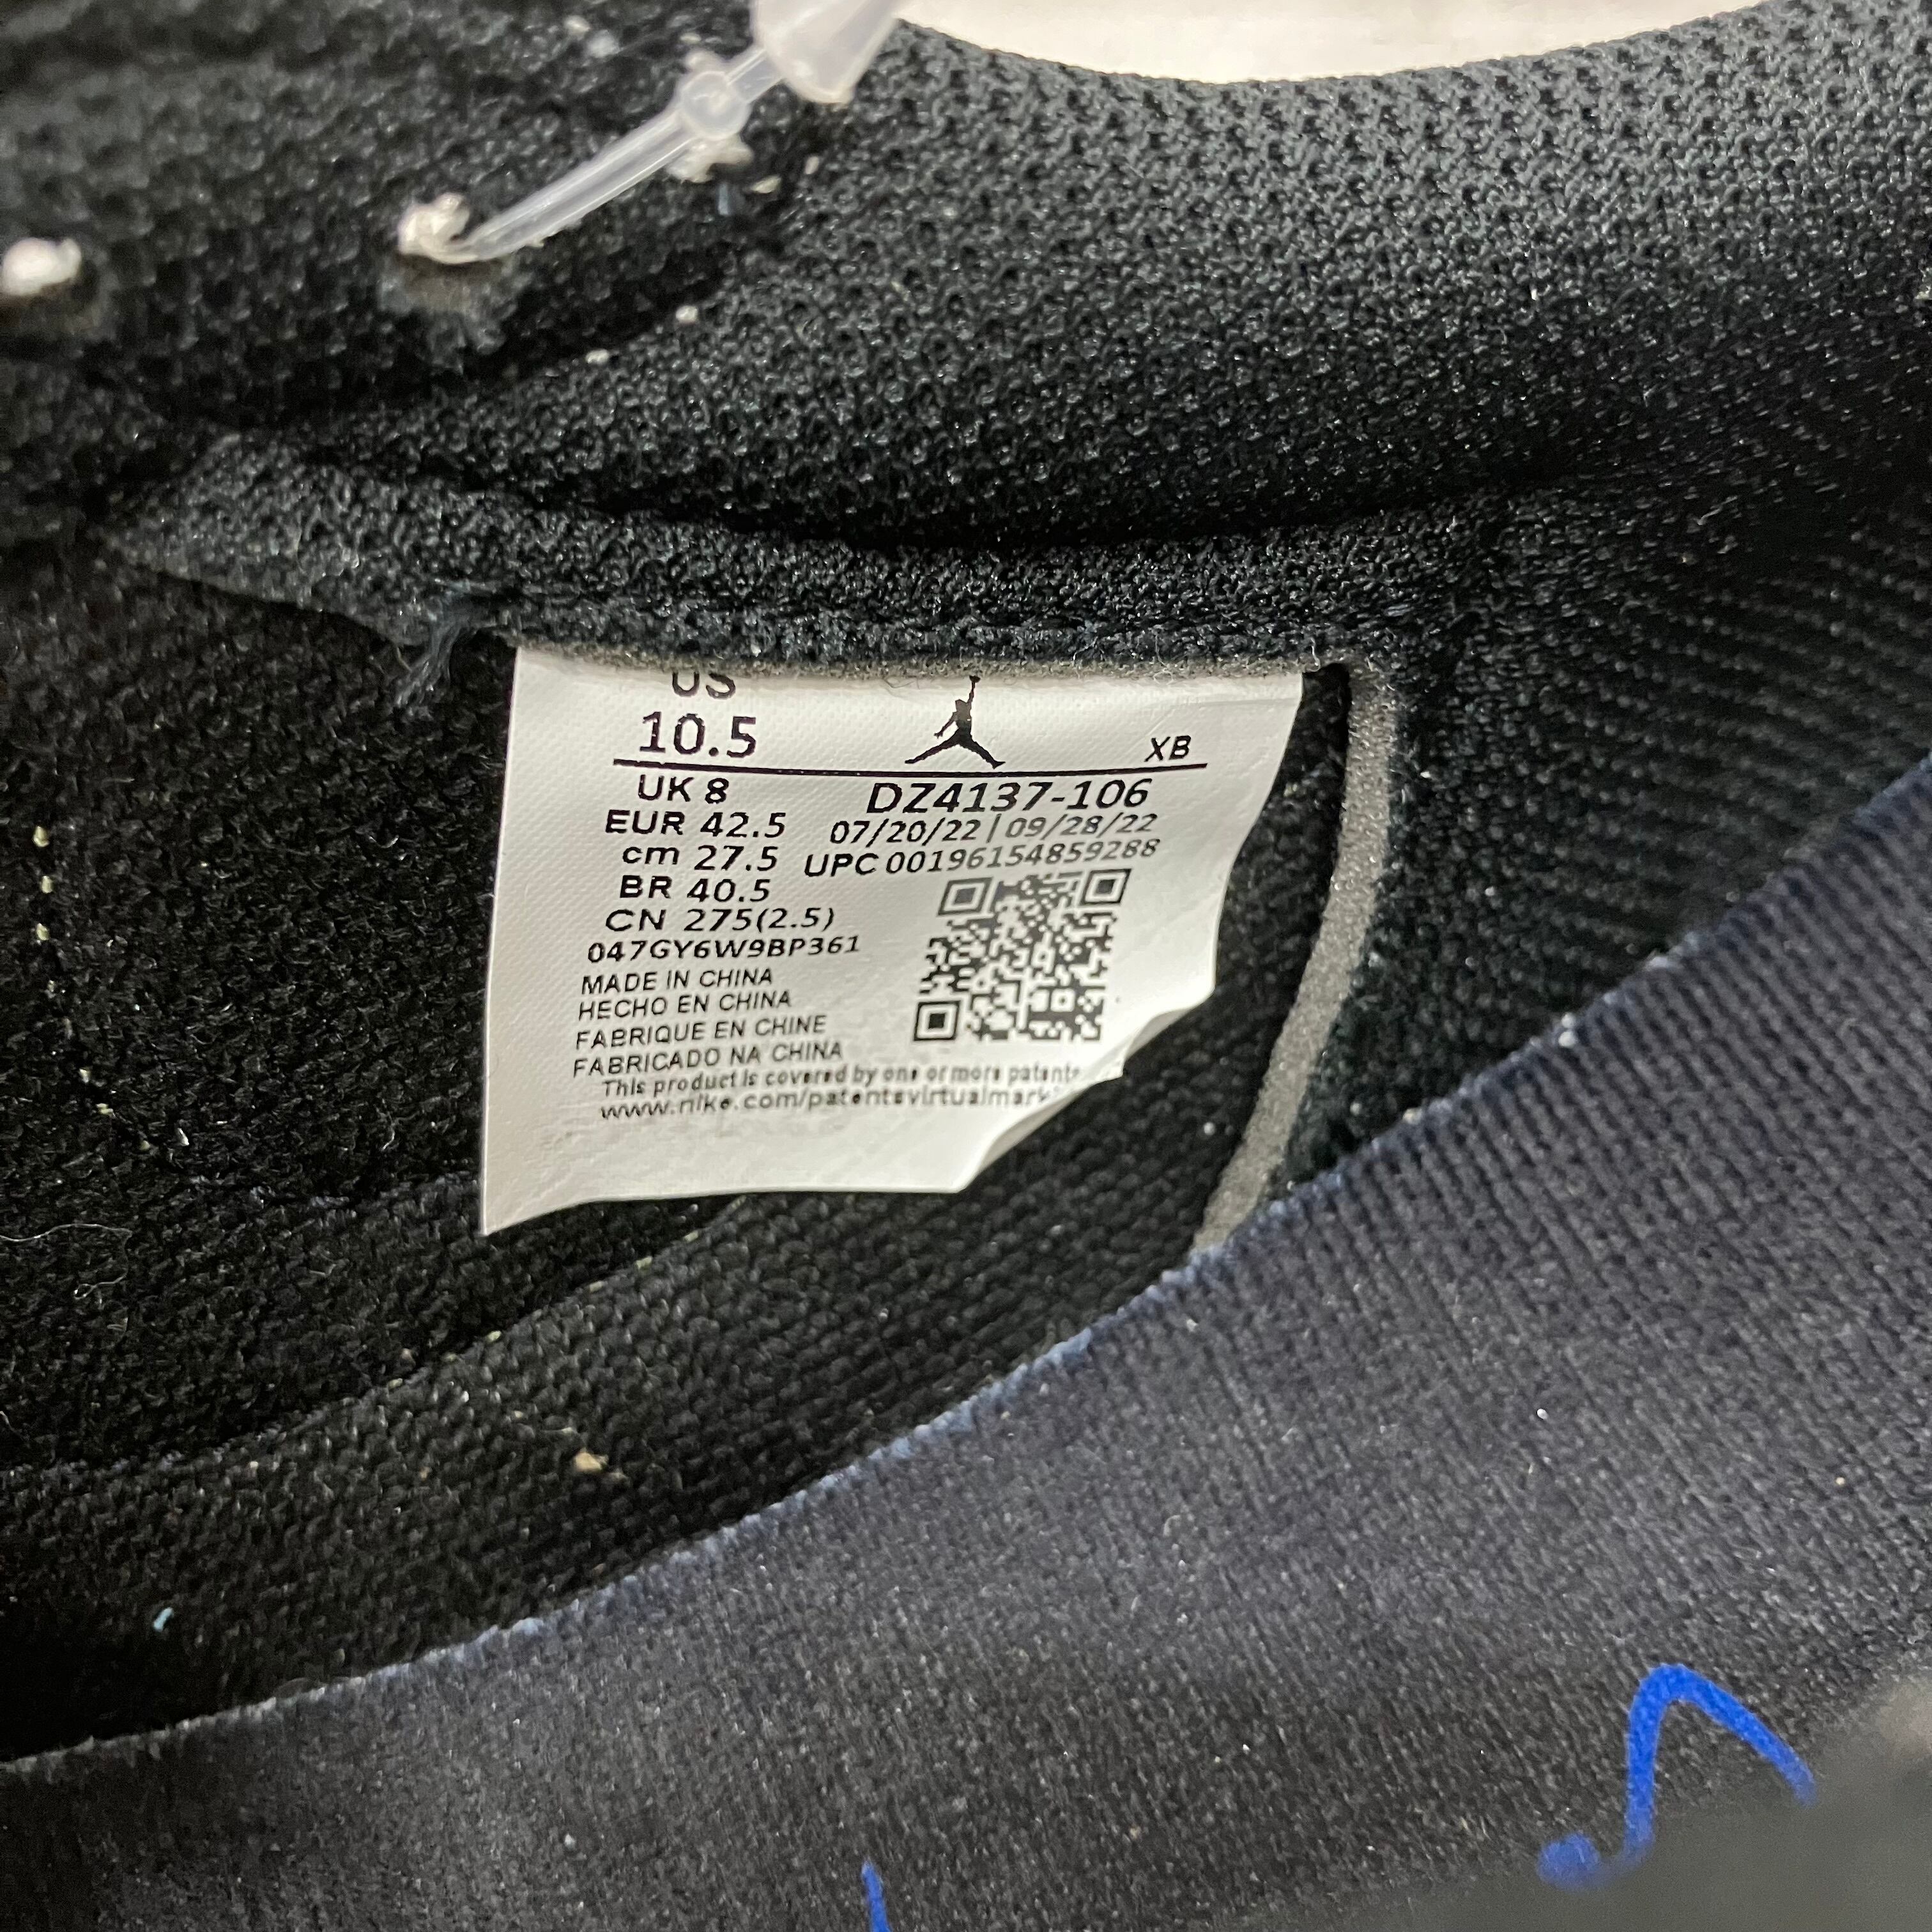 US
10.5
XB
UK 8
DZ4137-106
EUR 42.5
07/20/22 | 09/28/22
cm 27.5
UPC 00196154859288
BR 40.5
CN 275(2.5)
047GY6W9BP361
MADE IN CHINA
HECHO EN CHINA
FABRIQUE EN CHINE
FABRICADO NA CHINA
This product is covered by one or more patents
www.nike.com/patentsvirtualmark